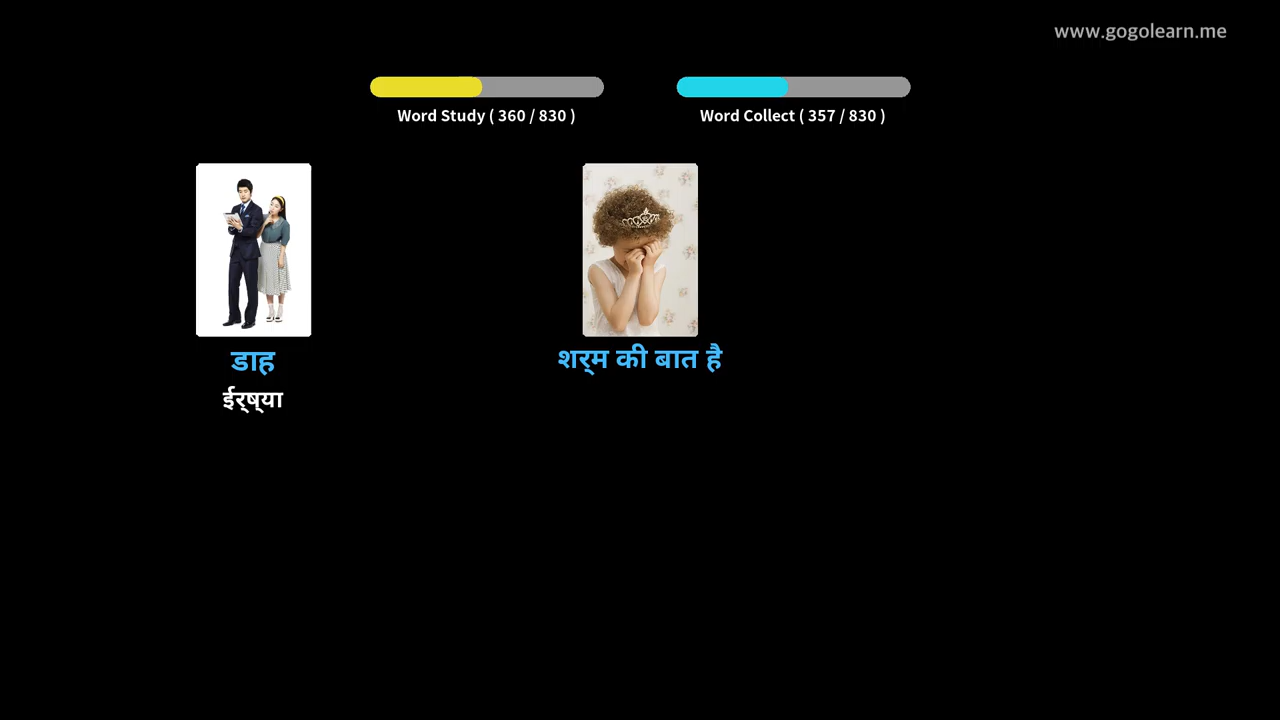 www.gogolearn.me
Word Study ( 360 / 830 )
Word Collect ( 357 / 830 )
डाह
ईर्ष्या
शर्म की बात है